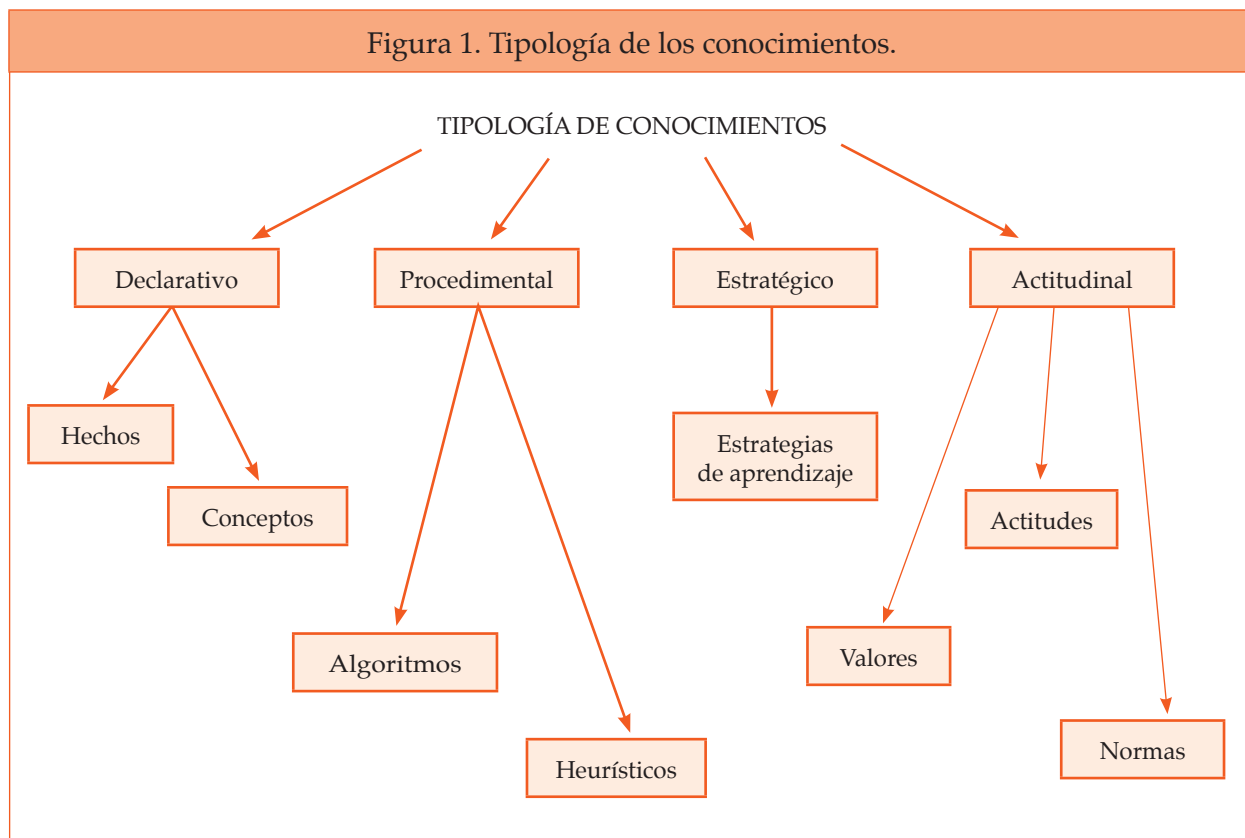 Figura 1. Tipología de los conocimientos.
TIPOLOGÍA DE CONOCIMIENTOS
Declarativo
Procedimental
Estratégico
Actitudinal
Hechos
Conceptos
Estrategias
de aprendizaje
Actitudes
Algoritmos
Valores
Heurísticos
Normas